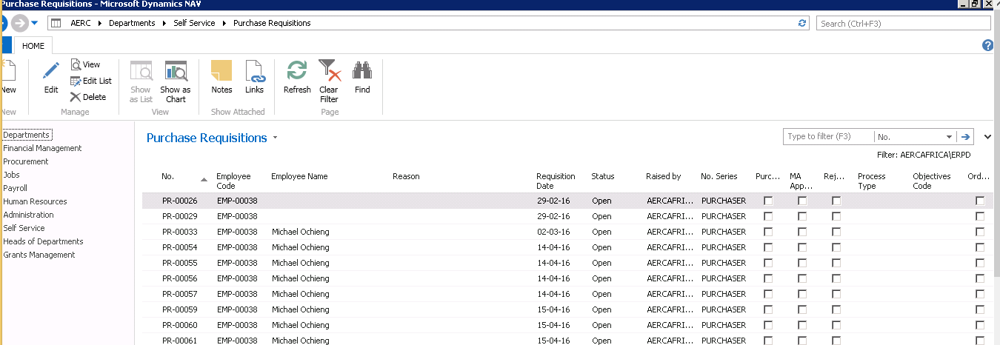 Purchase Requisitions - Microsoft Dynamics NAV
AERC Departments Self Service Purchase Requisitions Search (Ctrl+F3)
HOME
New Edit View Edit List Delete Show as List Show as Chart Notes Links Refresh Clear Filter Find
New Manage View Show Attached Page
Departments
Financial Management
Procurement
Jobs
Payroll
Human Resources
Administration
Self Service
Heads of Departments
Grants Management
Purchase Requisitions Type to filter (F3) No.
Filter: AERCAFRICA\ERPD
No. Employee Code Employee Name Reason Requisition Date Status Raised by No. Series Purc... MA App... Rej... Process Type Objectives Code Ord...
PR-00026 EMP-00038 29-02-16 Open AERCAFRI... PURCHASER
PR-00029 EMP-00038 29-02-16 Open AERCAFRI... PURCHASER
PR-00033 EMP-00038 Michael Ochieng 02-03-16 Open AERCAFRI... PURCHASER
PR-00054 EMP-00038 Michael Ochieng 14-04-16 Open AERCAFRI... PURCHASER
PR-00055 EMP-00038 Michael Ochieng 14-04-16 Open AERCAFRI... PURCHASER
PR-00056 EMP-00038 Michael Ochieng 14-04-16 Open AERCAFRI... PURCHASER
PR-00057 EMP-00038 Michael Ochieng 14-04-16 Open AERCAFRI... PURCHASER
PR-00059 EMP-00038 Michael Ochieng 15-04-16 Open AERCAFRI... PURCHASER
PR-00060 EMP-00038 Michael Ochieng 15-04-16 Open AERCAFRI... PURCHASER
PR-00061 EMP-00038 Michael Ochieng 15-04-16 Open AERCAFRI... PURCHASER